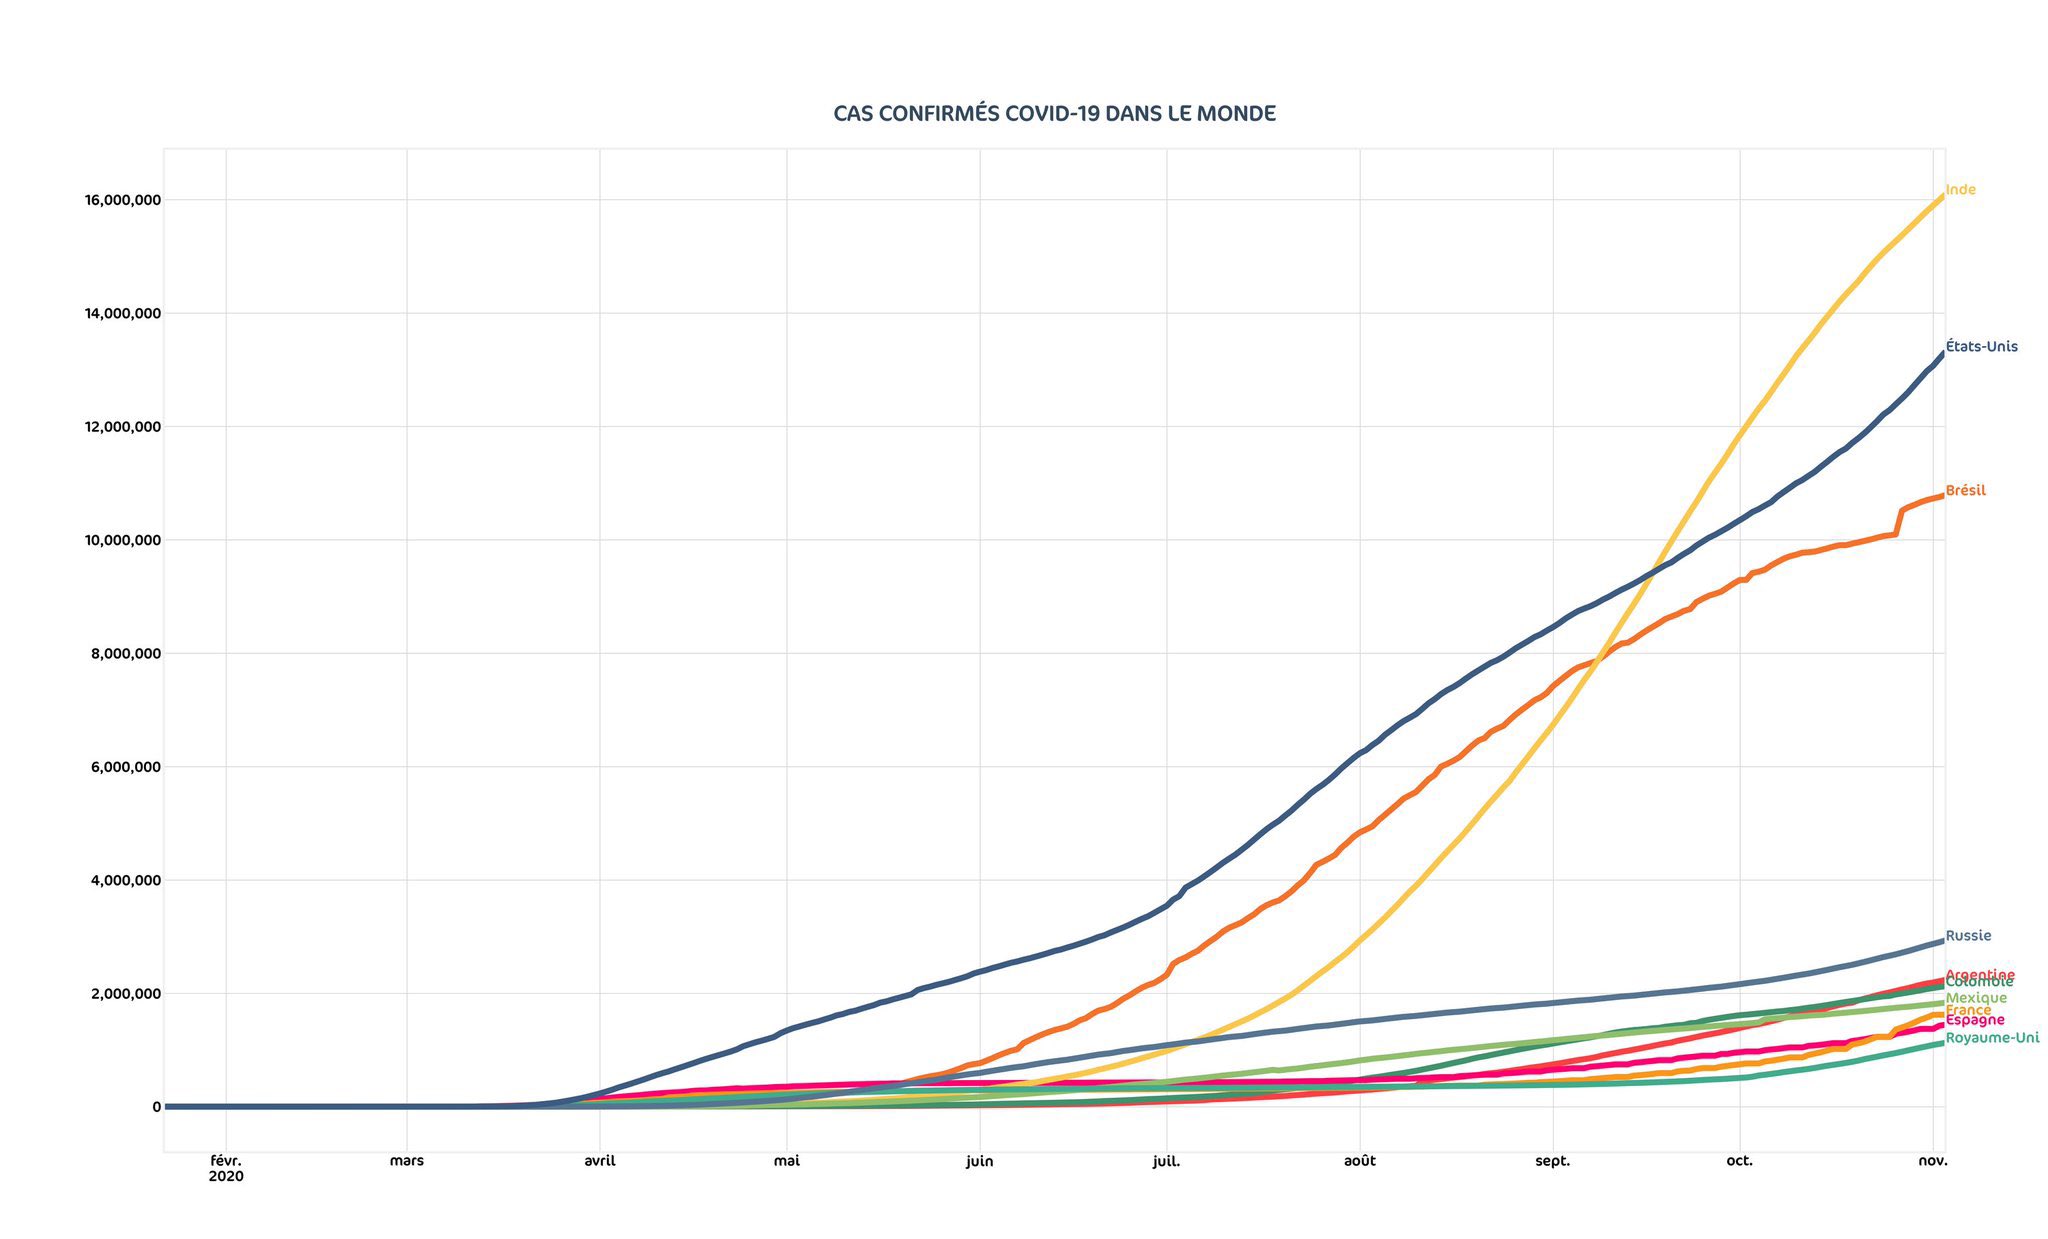 CAS CONFIRMÉS COVID-19 DANS LE MONDE
16,000,000
14,000,000
12,000,000
10,000,000
8,000,000
6,000,000
4,000,000
2,000,000
0
Inde
États-Unis
Brésil
Russie
Argentine
Colombie
Mexique
France
Espagne
Royaume-Uni
févr. mars avril mai juin juil. août sept. oct. nov.
2020